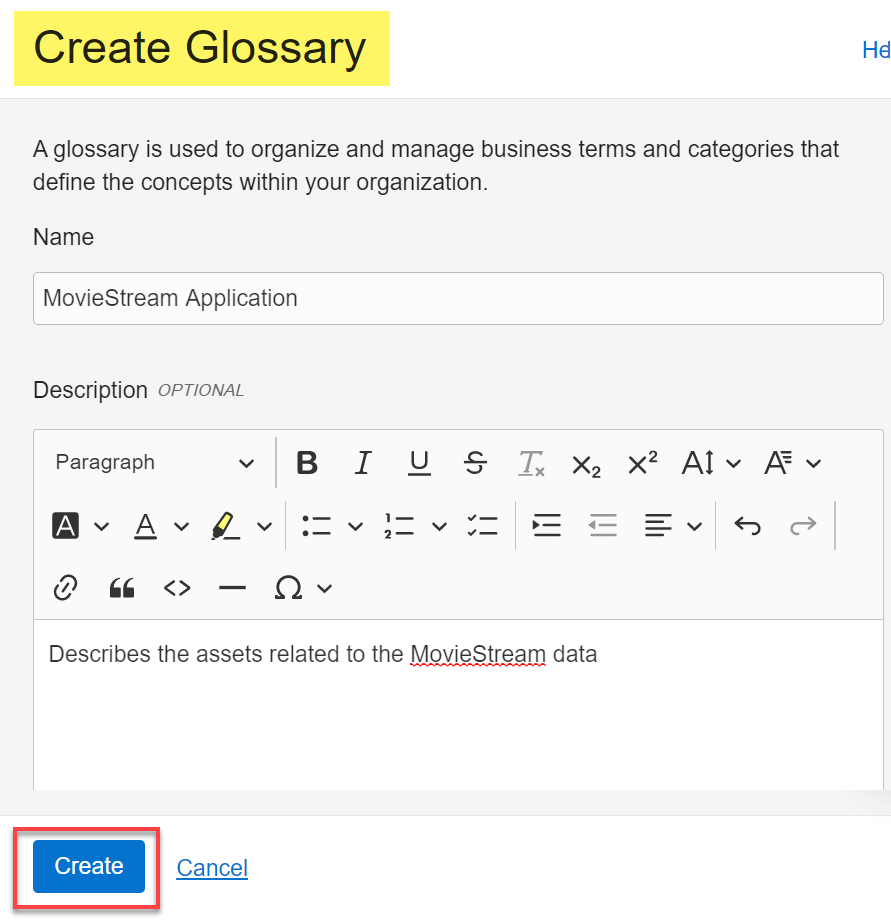 Create Glossary
He
A glossary is used to organize and manage business terms and categories that
define the concepts within your organization.
Name
MovieStream Application
Description OPTIONAL
Paragraph
Describes the assets related to the MovieStream data
Create Cancel